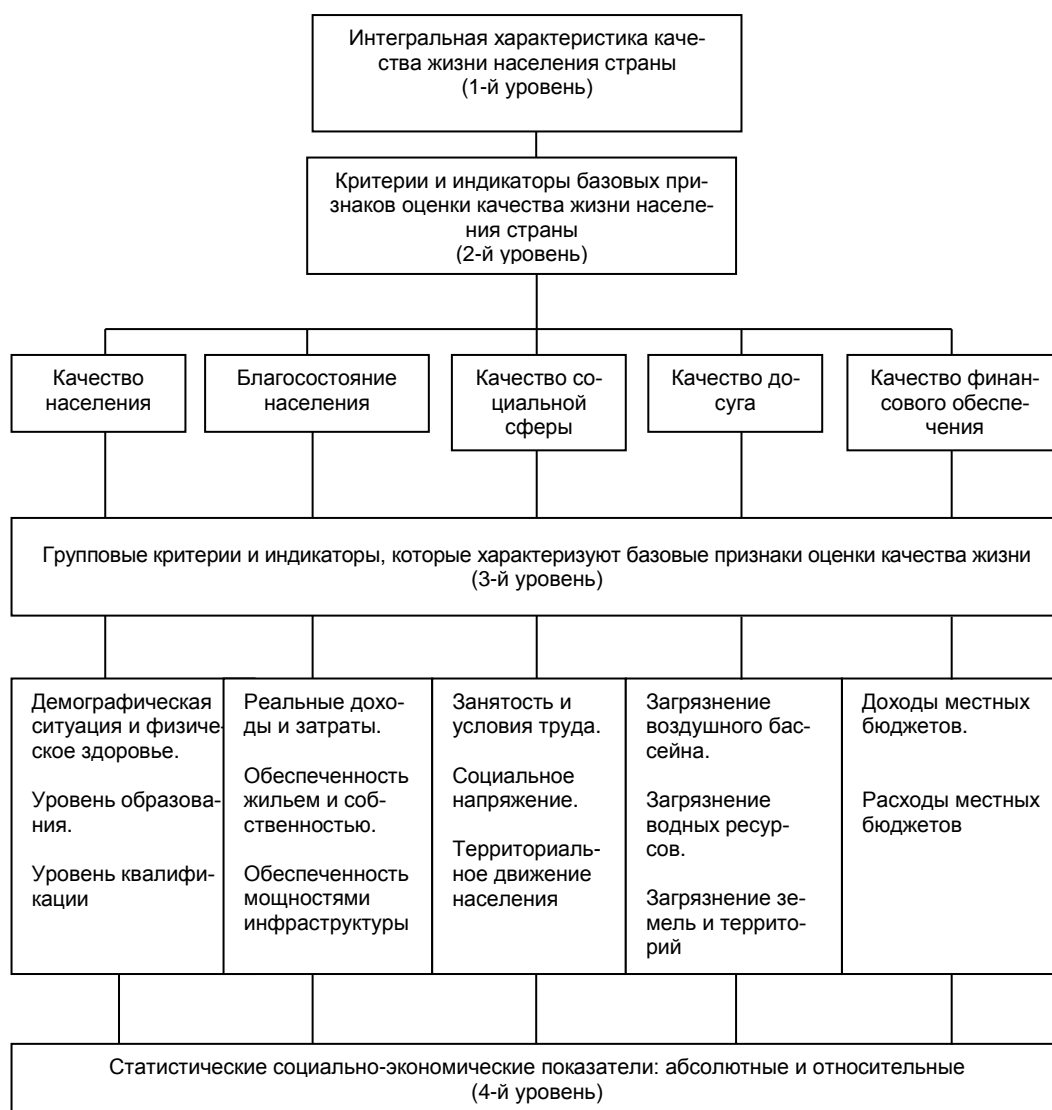 Интегральная характеристика каче-
ства жизни населения страны
(1-й уровень)
Критерии и индикаторы базовых при-
знаков оценки качества жизни населе-
ния страны
(2-й уровень)
Качество
населения
Благосостояние
населения
Качество со-
циальной
сферы
Качество до-
суга
Качество финан-
сового обеспе-
чения
Групповые критерии и индикаторы, которые характеризуют базовые признаки оценки качества жизни
(3-й уровень)
Демографическая
ситуация и физиче-
ское здоровье.
Уровень образова-
ния.
Уровень квалифи-
кации
Реальные дохо-
ды и затраты.
Обеспеченность
жильем и соб-
ственностью.
Обеспеченность
мощностями
инфраструктуры
Занятость и
условия труда.
Социальное
напряжение.
Территориаль-
ное движение
населения
Загрязнение
воздушного бас-
сейна.
Загрязнение
водных ресур-
сов.
Загрязнение зе-
мель и террито-
рий
Доходы местных
бюджетов.
Расходы местных
бюджетов
Статистические социально-экономические показатели: абсолютные и относительные
(4-й уровень)